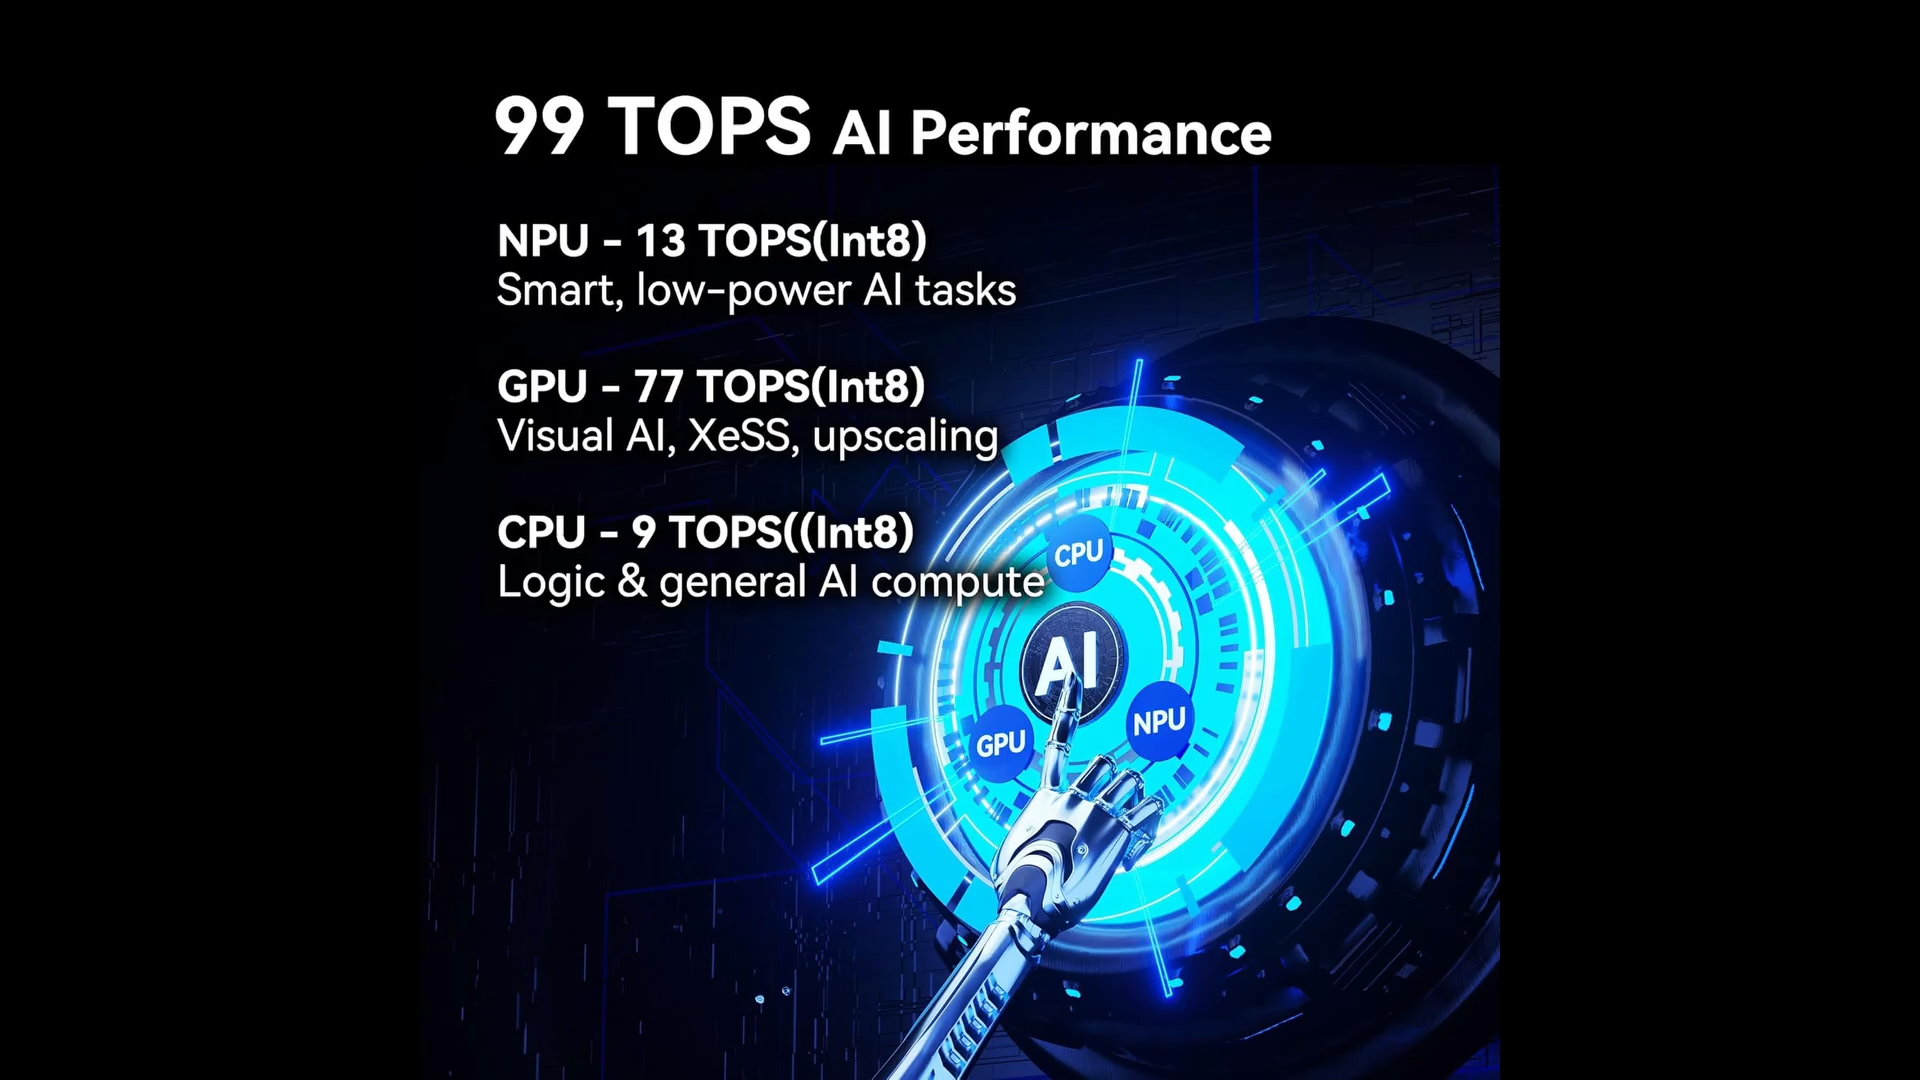 99 TOPS AI Performance
NPU - 13 TOPS(Int8)
Smart, low-power AI tasks
GPU - 77 TOPS(Int8)
Visual AI, XeSS, upscaling
CPU - 9 TOPS((Int8)
Logic & general AI compute
CPU
AI
GPU
NPU